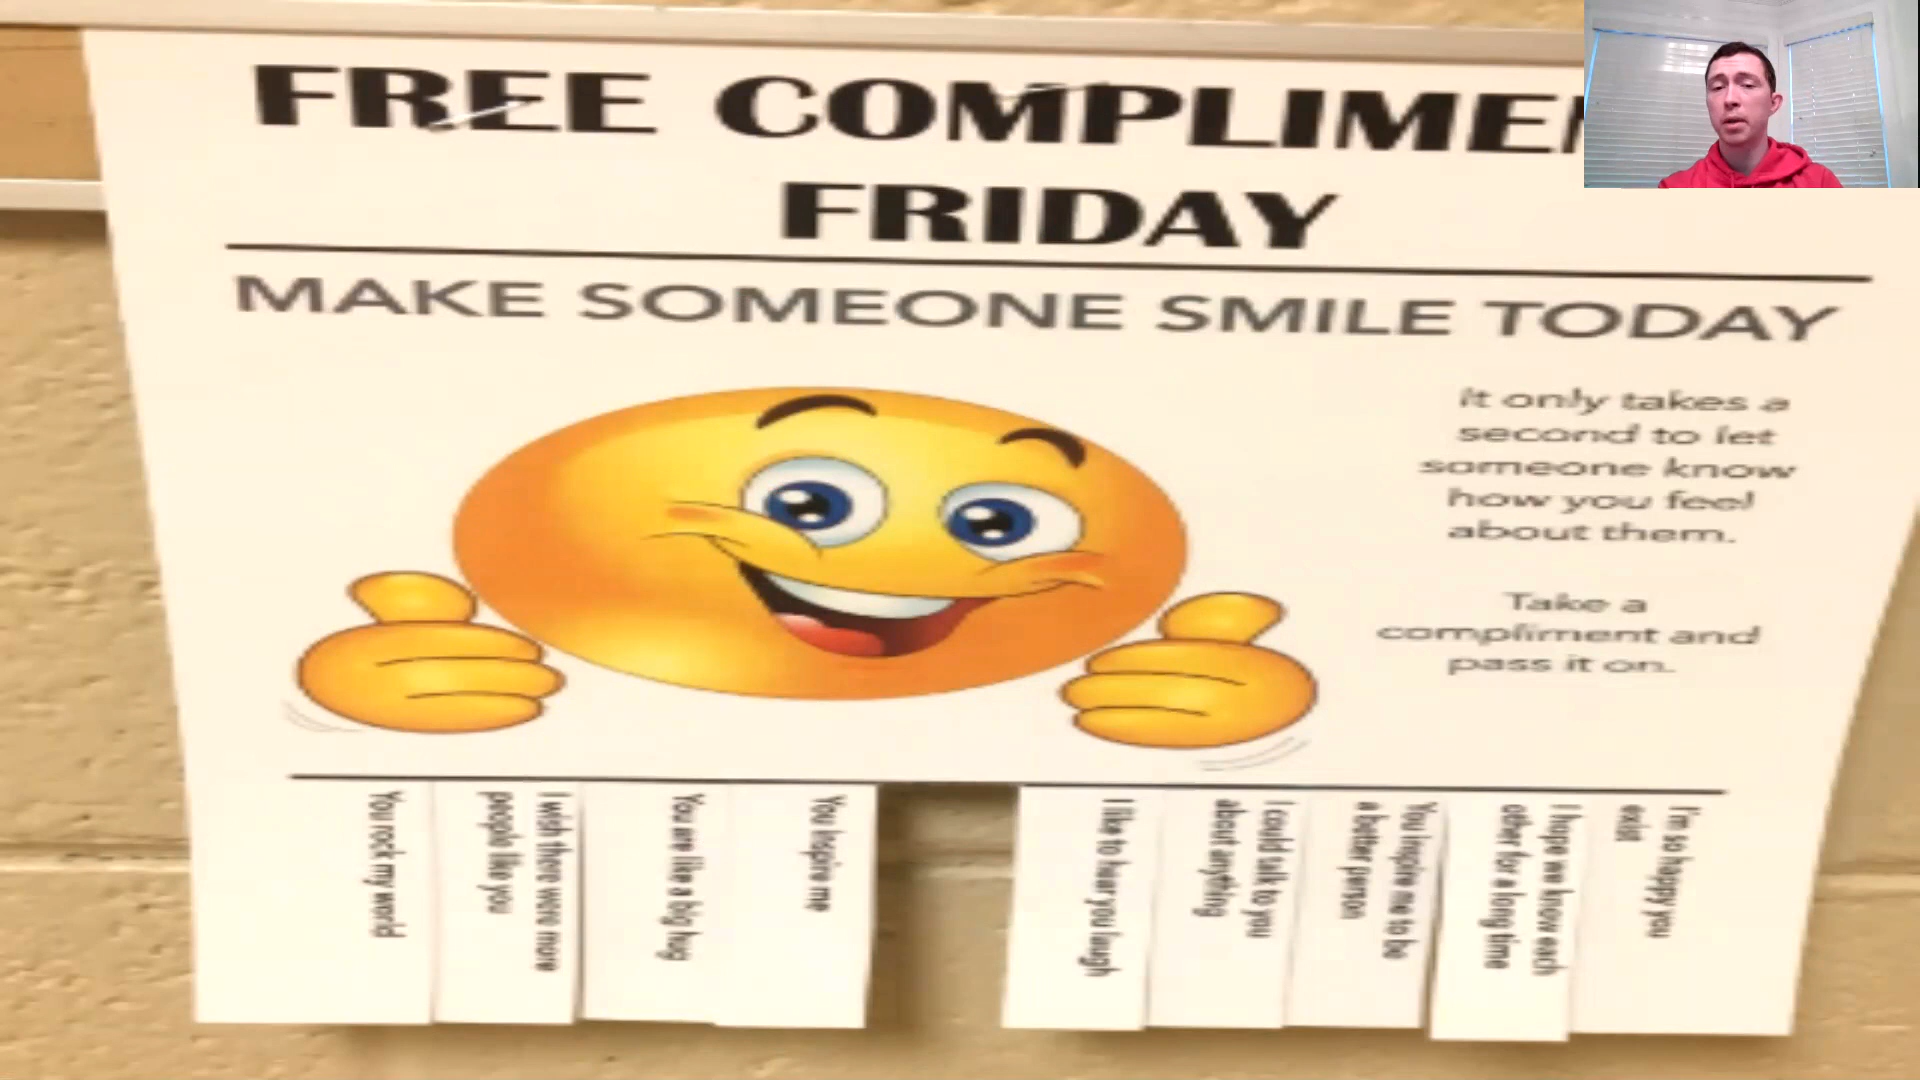 FREE COMPLIMEN
FRIDAY
MAKE SOMEONE SMILE TODAY
It only takes a
second to let
someone know
how you feel
about them.
Take a
compliment and
pass it on.
You rock my world
I wish there were more
people like you
You are like a big hug
You inspire me
I like to hear you laugh
I could talk to you
about anything
You inspire me to be
a better person
I hope we know each
other for a long time
I'm so happy you
exist